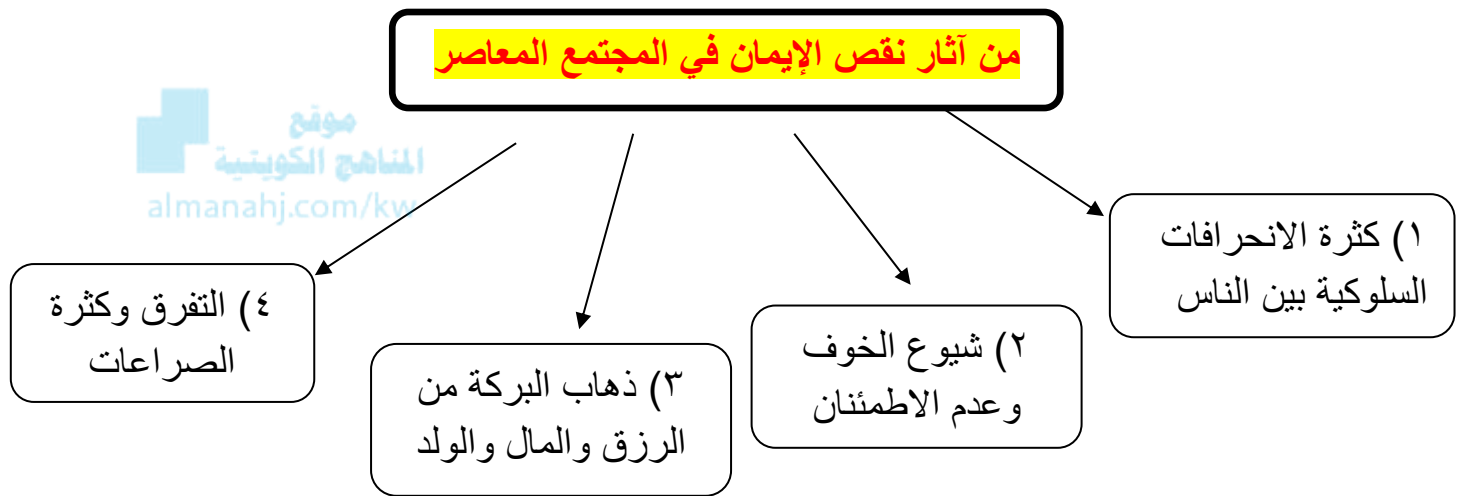 من آثار نقص الإيمان في المجتمع المعاصر
موقع
المناهج الكويتية
almanahj.com/kw
١) كثرة الانحرافات
السلوكية بين الناس
٢) شيوع الخوف
وعدم الاطمئنان
٣) ذهاب البركة من
الرزق والمال والولد
٤) التفرق وكثرة
الصراعات